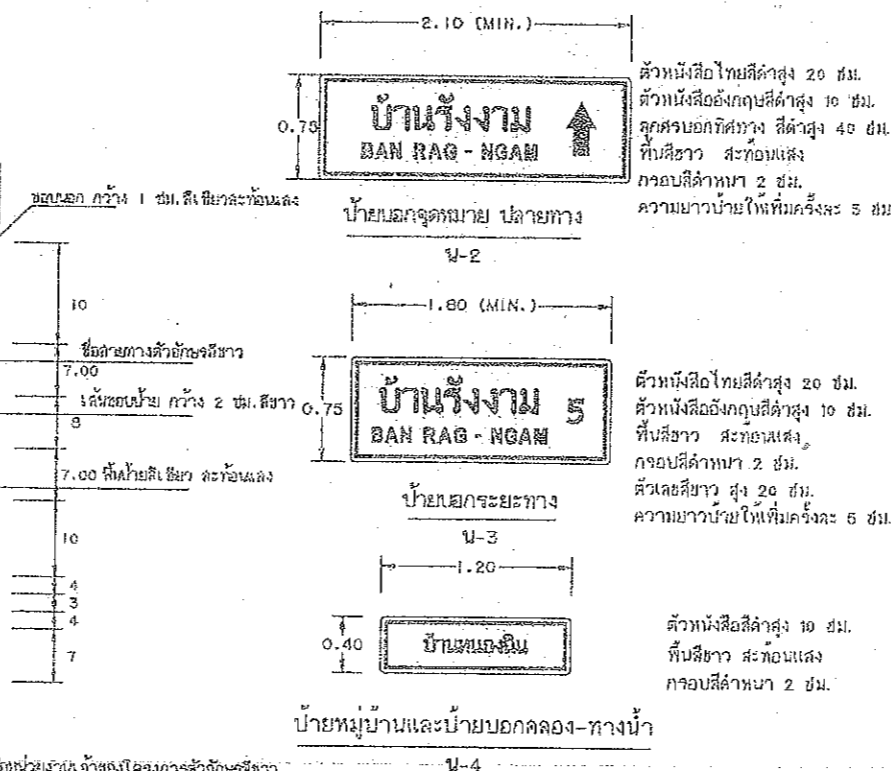 2.10 (MIN.)
0.75
บ้านรังงาม
BAN RAG - NGAM
ตัวหนังสือไทยสีดำสูง 20 ซม.
ตัวหนังสืออังกฤษสีดำสูง 10 ซม.
ลูกศรบอกทิศทาง สีดำสูง 40 ซม.
พื้นสีขาว สะท้อนแสง
กรอบสีดำหนา 2 ซม.
ความยาวป้ายให้เพิ่มครั้งละ 5 ซม
ป้ายบอกจุดหมาย ปลายทาง
น-2
ขอบนอก กว้าง 1 ซม. สีเขียวสะท้อนแสง
10
ชื่อสายทางตัวอักษรสีขาว
7.00
เส้นขอบป้าย กว้าง 2 ซม. สีขาว
8
7.00 พื้นป้ายสีเขียว สะท้อนแสง
10
4
3
4
7
1.80 (MIN.)
0.75
บ้านรังงาม 5
BAN RAG - NGAM
ตัวหนังสือไทยสีดำสูง 20 ซม.
ตัวหนังสืออังกฤษสีดำสูง 10 ซม.
พื้นสีขาว สะท้อนแสง
กรอบสีดำหนา 2 ซม.
ตัวเลขสีขาว สูง 20 ซม.
ความยาวป้ายให้เพิ่มครั้งละ 5 ซม.
ป้ายบอกระยะทาง
น-3
1.20
0.40
ตัวหนังสือสีดำสูง 10 ซม.
พื้นสีขาว สะท้อนแสง
กรอบสีดำหนา 2 ซม.
ป้ายหมู่บ้านและป้ายบอกคลอง-ทางน้ำ
น-4